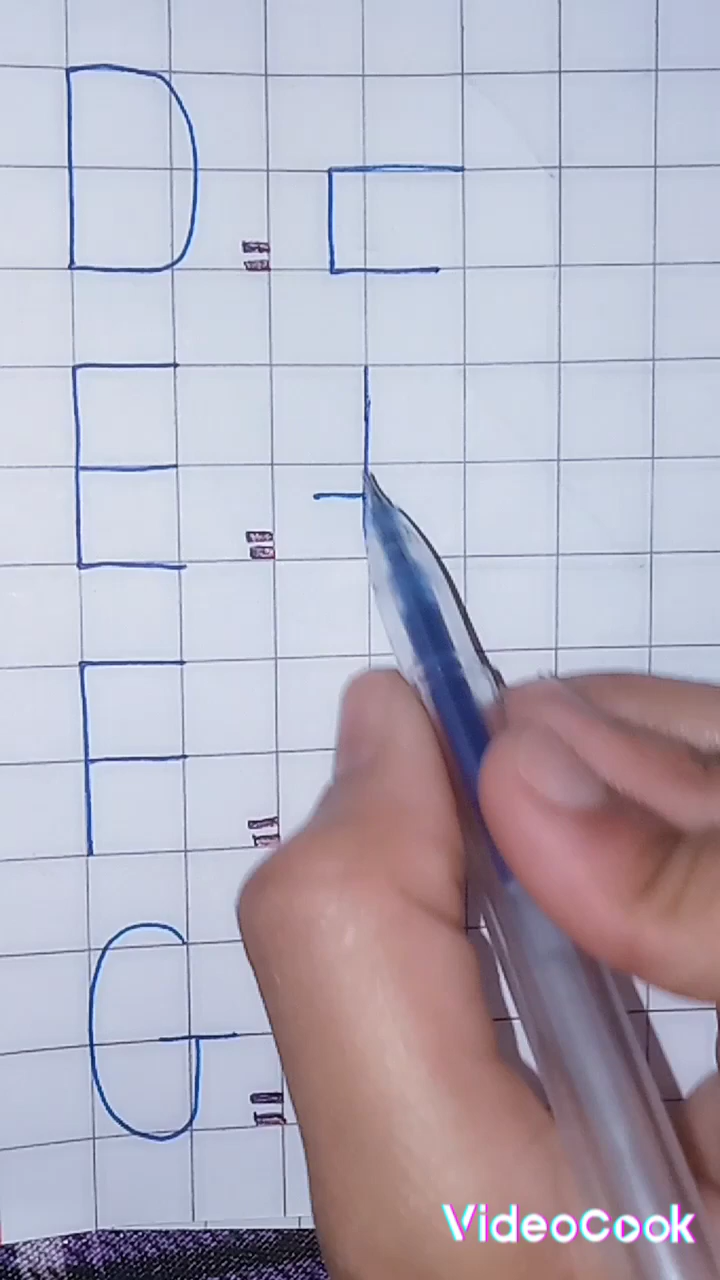 D =
E =
F =
G =
VideoCook